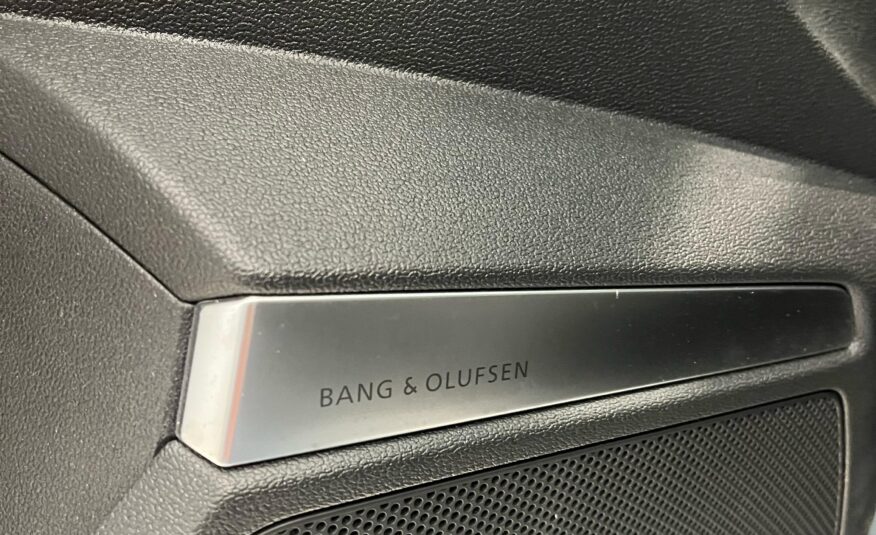 BANG & OLUFSEN